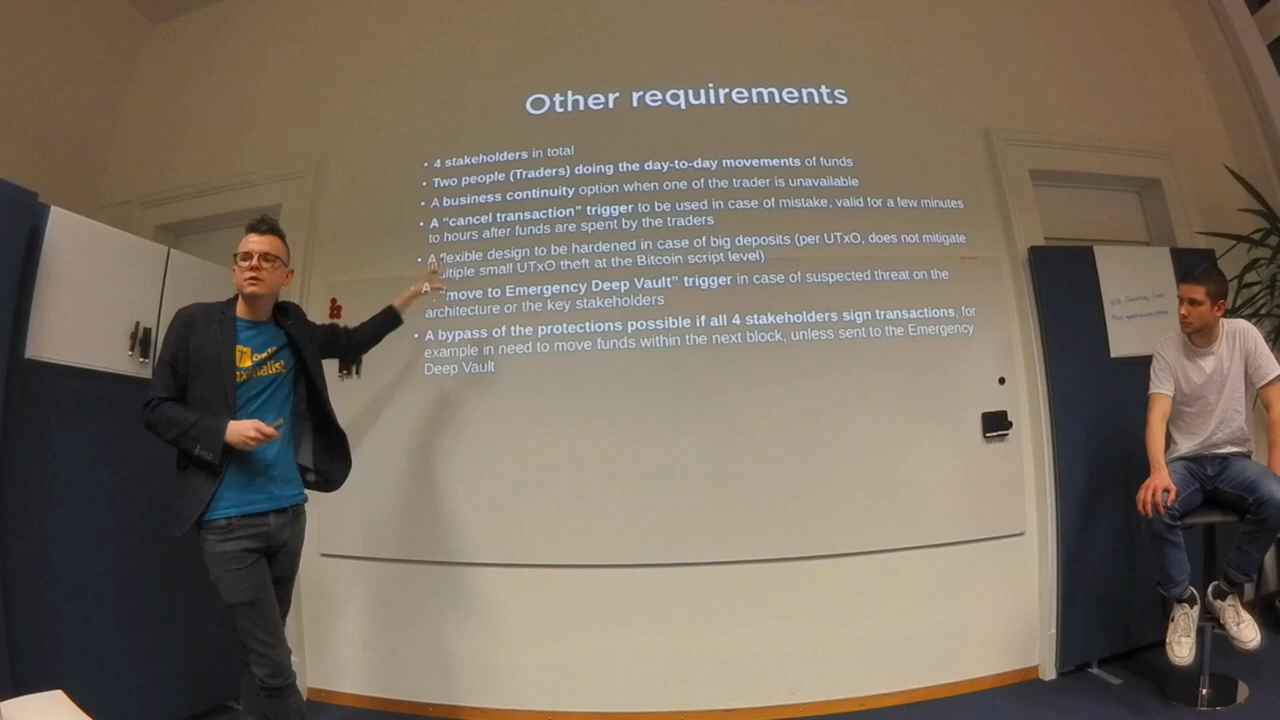 Other requirements
• 4 stakeholders in total
• Two people (Traders) doing the day-to-day movements of funds
• A business continuity option when one of the trader is unavailable
• A “cancel transaction” trigger to be used in case of mistake, valid for a few minutes
to hours after funds are spent by the traders
• A flexible design to be hardened in case of big deposits (per UTxO, does not mitigate
multiple small UTxO theft at the Bitcoin script level)
A “move to Emergency Deep Vault” trigger in case of suspected threat on the
architecture or the key stakeholders
• A bypass of the protections possible if all 4 stakeholders sign transactions, for
example in need to move funds within the next block, unless sent to the Emergency
Deep Vault